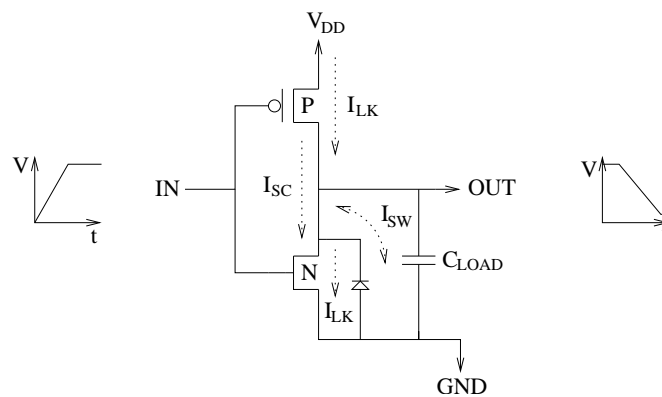 V_DD
P
I_LK
V
t
IN
I_SC
OUT
I_SW
V
N
C_LOAD
I_LK
GND